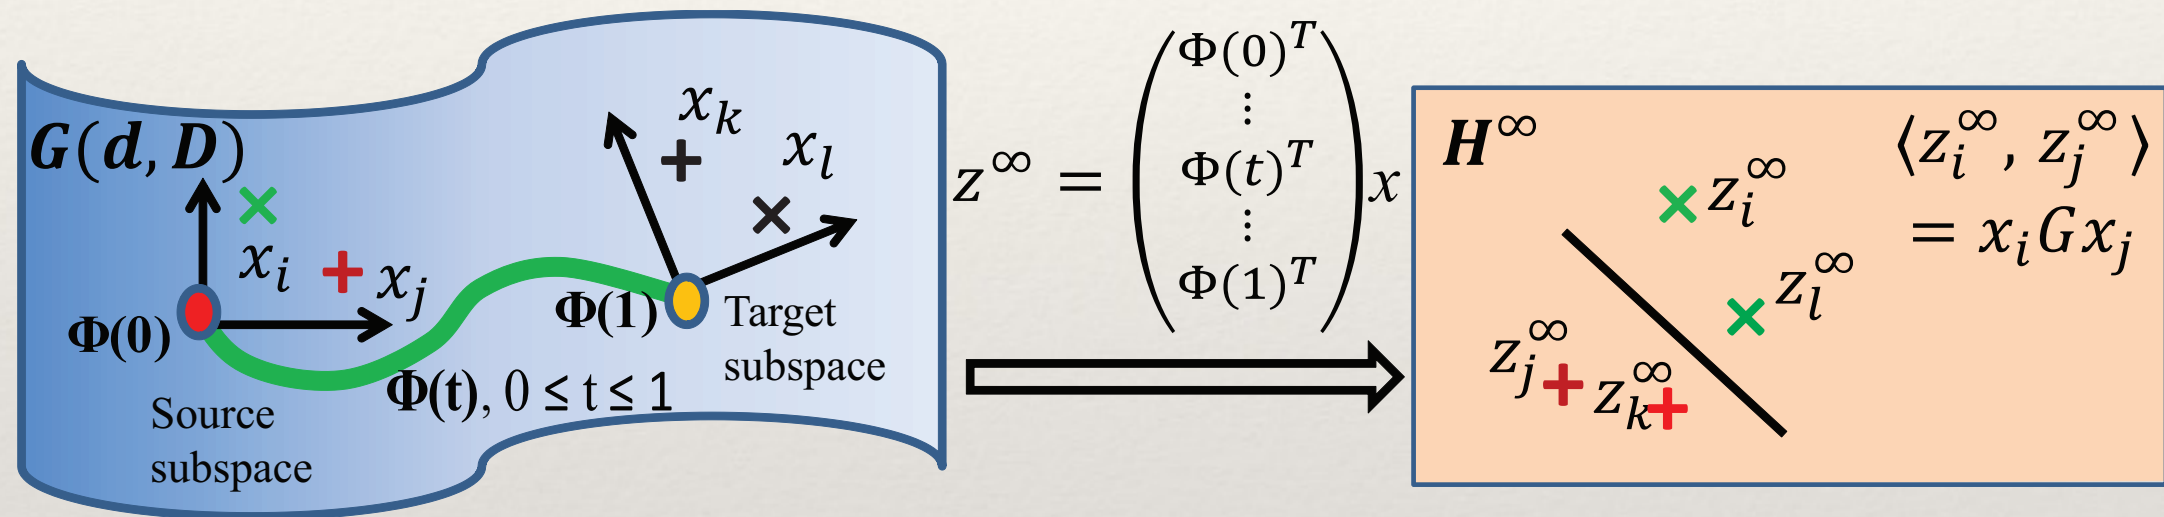 G(d, D)
x_i
x_j
Φ(0)
Source
subspace
Φ(t), 0 ≤ t ≤ 1
x_k
x_l
Φ(1)
Target
subspace
z^∞ = (Φ(0)^T ⋮ Φ(t)^T ⋮ Φ(1)^T) x
H^∞
z_i^∞
z_l^∞
z_j^∞
z_k^∞
⟨z_i^∞, z_j^∞⟩
= x_i G x_j